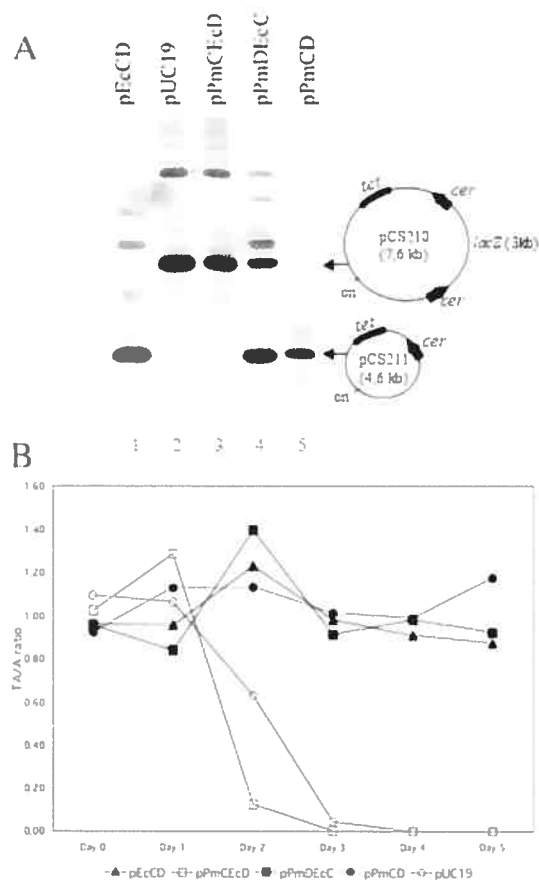 A
pEcCD
pUC19
pPmCEcD
pPmDEcC
pPmCD
tet
cer
pCS210
(7,6 kb)
lacZ (3kb)
ori
cer
tet
cer
pCS211
(4,6 kb)
ori
1 2 3 4 5
B
1.60
1.40
1.20
1.00
0.80
0.60
0.40
0.20
0.00
TA/A ratio
Day 0 Day 1 Day 2 Day 3 Day 4 Day 5
pEcCD pPmCEcD pPmDEcC pPmCD pUC19